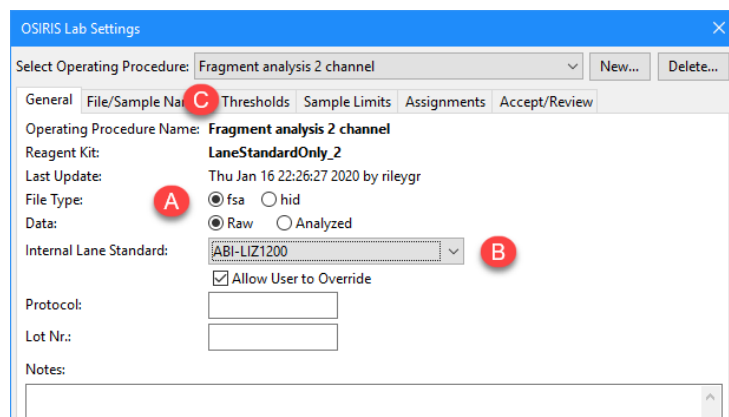 OSIRIS Lab Settings
Select Operating Procedure: Fragment analysis 2 channel New... Delete...
General File/Sample Na C Thresholds Sample Limits Assignments Accept/Review
Operating Procedure Name: Fragment analysis 2 channel
Reagent Kit: LaneStandardOnly_2
Last Update: Thu Jan 16 22:26:27 2020 by rileygr
File Type: A fsa hid
Data: Raw Analyzed
Internal Lane Standard: ABI-LIZ1200 B
Allow User to Override
Protocol:
Lot Nr.:
Notes: